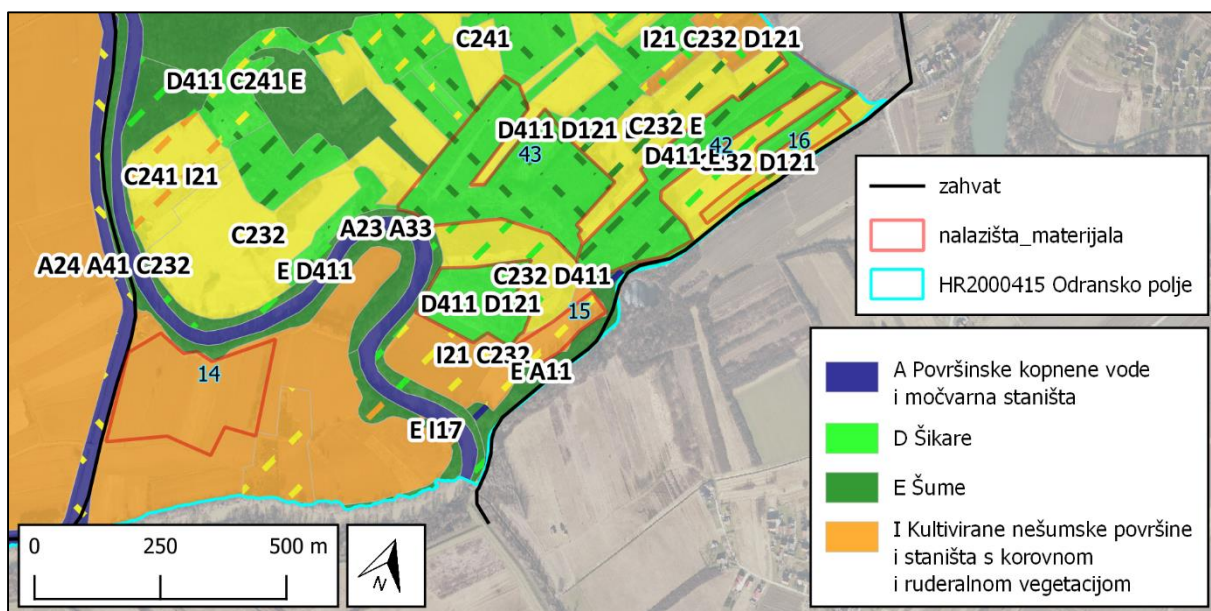 C241
I21 C232 D121
D411 C241 E
D411 D121
C232 E
43
42
16
D411 E
C232 D121
C241 I21
A23 A33
C232
A24 A41 C232
E D411
C232 D411
D411 D121
15
I21 C232
E A11
14
E I17
0 250 500 m
N
zahvat
nalazišta_materijala
HR2000415 Odransko polje
A Površinske kopnene vode
i močvarna staništa
D Šikare
E Šume
I Kultivirane nešumske površine
i staništa s korovnom
i ruderalnom vegetacijom